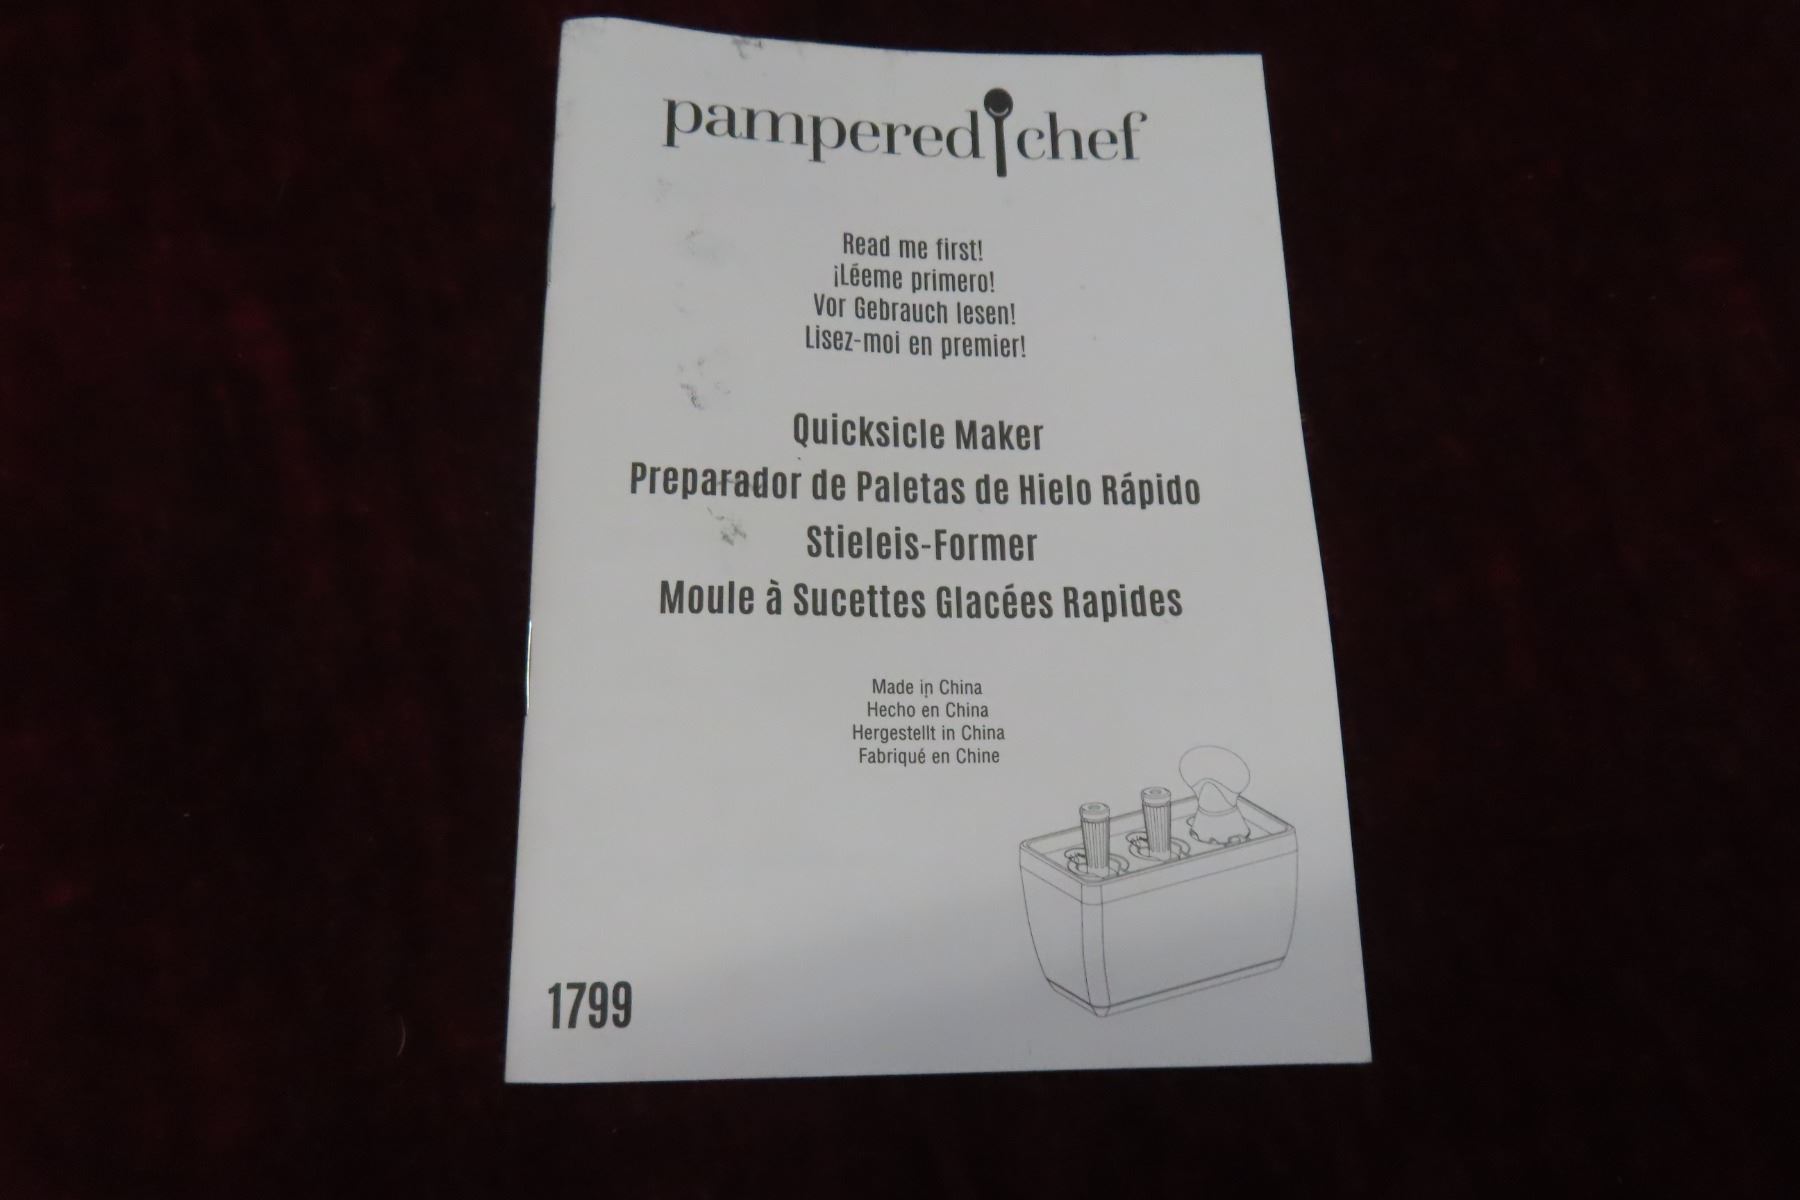 pampered chef
Read me first!
¡Léeme primero!
Vor Gebrauch lesen!
Lisez-moi en premier!
Quicksicle Maker
Preparador de Paletas de Hielo Rápido
Stieleis-Former
Moule à Sucettes Glacées Rapides
Made in China
Hecho en China
Hergestellt in China
Fabriqué en Chine
1799